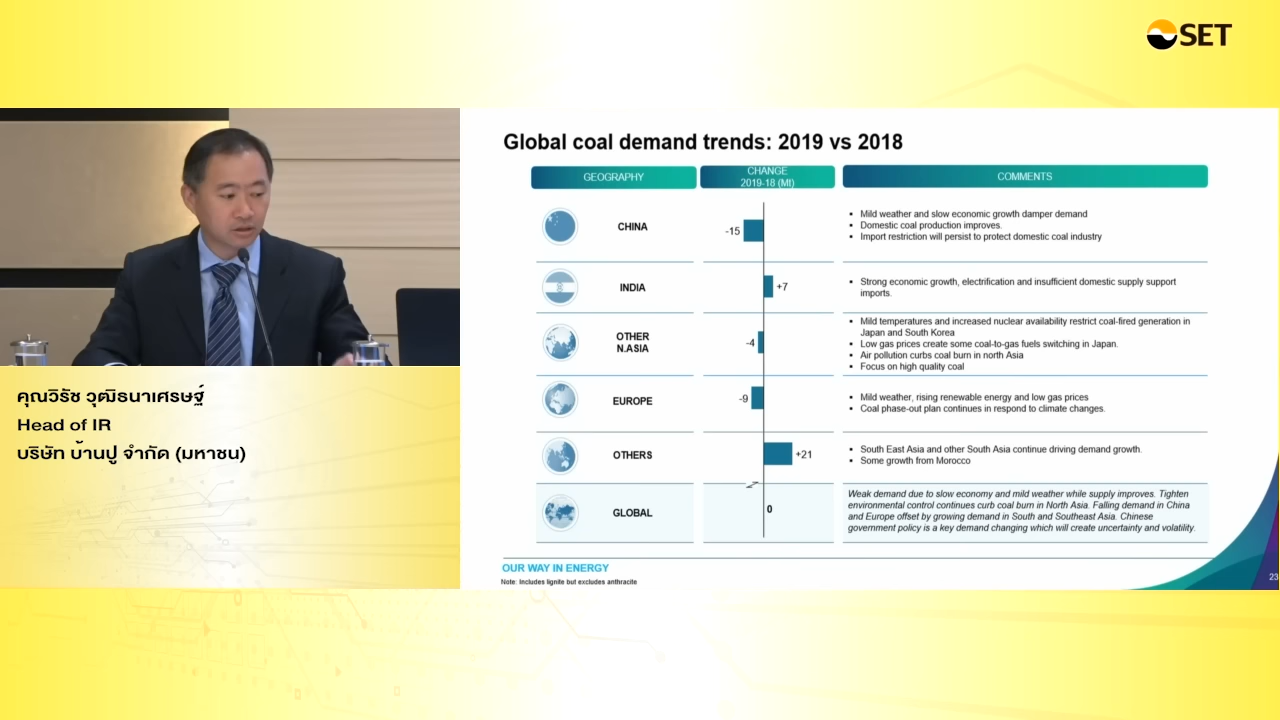 SET
Global coal demand trends: 2019 vs 2018
GEOGRAPHY
CHANGE
2019-18 (Mt)
COMMENTS
CHINA
-15
Mild weather and slow economic growth damper demand
Domestic coal production improves.
Import restriction will persist to protect domestic coal industry
INDIA
+7
Strong economic growth, electrification and insufficient domestic supply support
imports.
OTHER
N.ASIA
-4
Mild temperatures and increased nuclear availability restrict coal-fired generation in
Japan and South Korea
Low gas prices create some coal-to-gas fuels switching in Japan.
Air pollution curbs coal burn in north Asia
Focus on high quality coal
EUROPE
-9
Mild weather, rising renewable energy and low gas prices
Coal phase-out plan continues in respond to climate changes.
OTHERS
+21
South East Asia and other South Asia continue driving demand growth.
Some growth from Morocco
GLOBAL
0
Weak demand due to slow economy and mild weather while supply improves. Tighten
environmental control continues curb coal burn in North Asia. Falling demand in China
and Europe offset by growing demand in South and Southeast Asia. Chinese
government policy is a key demand changing which will create uncertainty and volatility.
OUR WAY IN ENERGY
Note: Includes lignite but excludes anthracite
23
คุณวิรัช วุฒิธนาเศรษฐ์
Head of IR
บริษัท บ้านปู จำกัด (มหาชน)